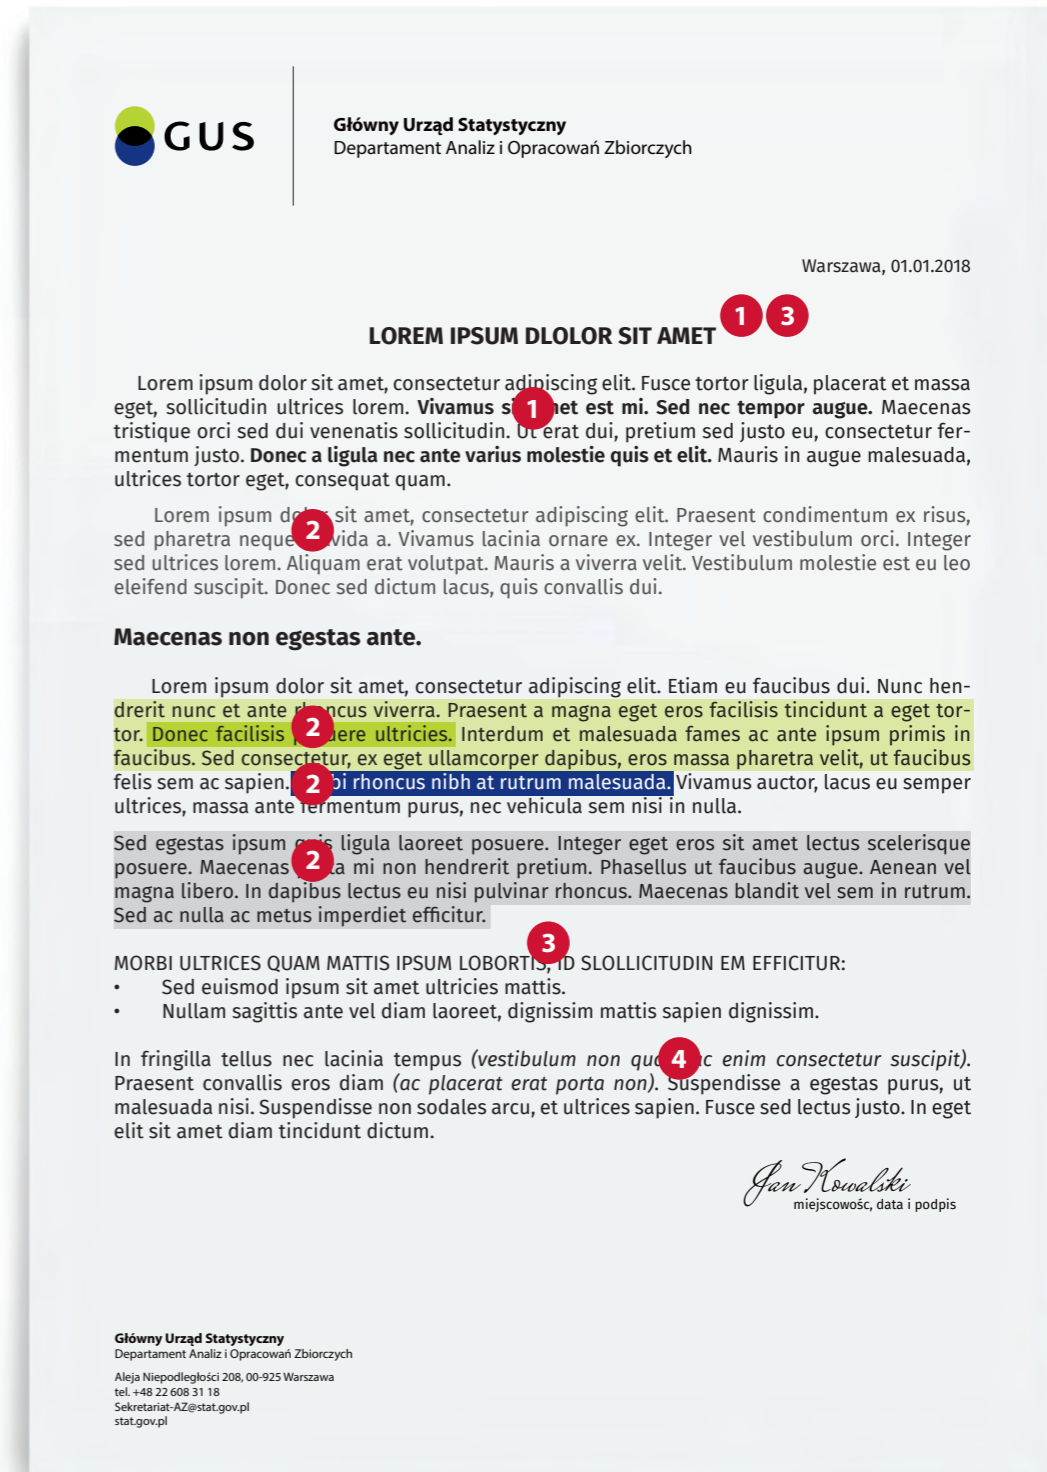 GUS
Główny Urząd Statystyczny
Departament Analiz i Opracowań Zbiorczych
Warszawa, 01.01.2018
1 3
LOREM IPSUM DLOLOR SIT AMET
Lorem ipsum dolor sit amet, consectetur adipiscing elit. Fusce tortor ligula, placerat et massa
eget, sollicitudin ultrices lorem. Vivamus 1 est mi. Sed nec tempor augue. Maecenas
tristique orci sed dui venenatis sollicitudin. Ut erat dui, pretium sed justo eu, consectetur fer-
mentum justo. Donec a ligula nec ante varius molestie quis et elit. Mauris in augue malesuada,
ultrices tortor eget, consequat quam.
Lorem ipsum 2 sit amet, consectetur adipiscing elit. Praesent condimentum ex risus,
sed pharetra neque a. Vivamus lacinia ornare ex. Integer vel vestibulum orci. Integer
sed ultrices lorem. Aliquam erat volutpat. Mauris a viverra velit. Vestibulum molestie est eu leo
eleifend suscipit. Donec sed dictum lacus, quis convallis dui.
Maecenas non egestas ante.
Lorem ipsum dolor sit amet, consectetur adipiscing elit. Etiam eu faucibus dui. Nunc hen-
drerit nunc et ante rhoncus viverra. Praesent a magna eget eros facilisis tincidunt a eget tor-
tor. Donec facilisis 2 ultricies. Interdum et malesuada fames ac ante ipsum primis in
faucibus. Sed consectetur, ex eget ullamcorper dapibus, eros massa pharetra velit, ut faucibus
felis sem ac sapien. 2 rhoncus nibh at rutrum malesuada. Vivamus auctor, lacus eu semper
ultrices, massa ante fermentum purus, nec vehicula sem nisi in nulla.
Sed egestas ipsum quis ligula laoreet posuere. Integer eget eros sit amet lectus scelerisque
posuere. Maecenas 2 mi non hendrerit pretium. Phasellus ut faucibus augue. Aenean vel
magna libero. In dapibus lectus eu nisi pulvinar rhoncus. Maecenas blandit vel sem in rutrum.
Sed ac nulla ac metus imperdiet efficitur.
3
MORBI ULTRICES QUAM MATTIS IPSUM LOBORTIS, ID SLOLLICITUDIN EM EFFICITUR:
• Sed euismod ipsum sit amet ultricies mattis.
• Nullam sagittis ante vel diam laoreet, dignissim mattis sapien dignissim.
In fringilla tellus nec lacinia tempus (vestibulum non 4 enim consectetur suscipit).
Praesent convallis eros diam (ac placerat erat porta non). Suspendisse a egestas purus, ut
malesuada nisi. Suspendisse non sodales arcu, et ultrices sapien. Fusce sed lectus justo. In eget
elit sit amet diam tincidunt dictum.
Jan Kowalski
miejscowośc, data i podpis
Główny Urząd Statystyczny
Departament Analiz i Opracowań Zbiorczych
Aleja Niepodległości 208, 00-925 Warszawa
tel. +48 22 608 31 18
Sekretariat-AZ@stat.gov.pl
stat.gov.pl